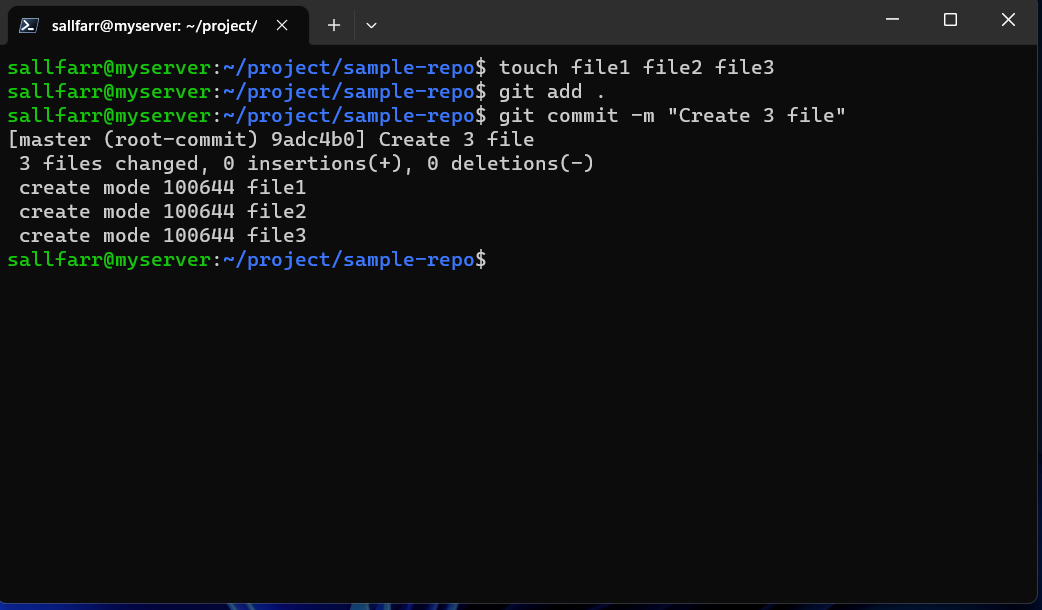 sallfarr@myserver: ~/project/
sallfarr@myserver:~/project/sample-repo$ touch file1 file2 file3
sallfarr@myserver:~/project/sample-repo$ git add .
sallfarr@myserver:~/project/sample-repo$ git commit -m "Create 3 file"
[master (root-commit) 9adc4b0] Create 3 file
 3 files changed, 0 insertions(+), 0 deletions(-)
 create mode 100644 file1
 create mode 100644 file2
 create mode 100644 file3
sallfarr@myserver:~/project/sample-repo$